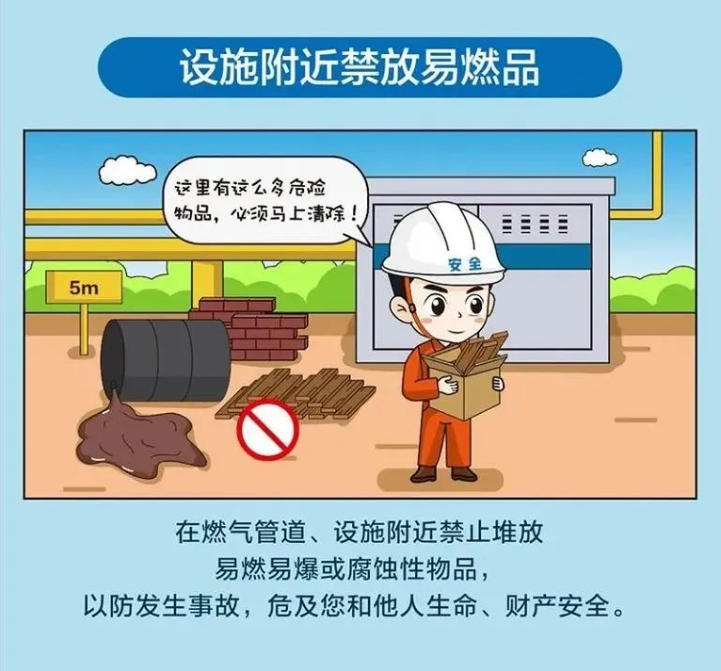 设施附近禁放易燃品
这里有这么多危险
物品，必须马上清除！
安全
5m
在燃气管道、设施附近禁止堆放
易燃易爆或腐蚀性物品，
以防发生事故，危及您和他人生命、财产安全。